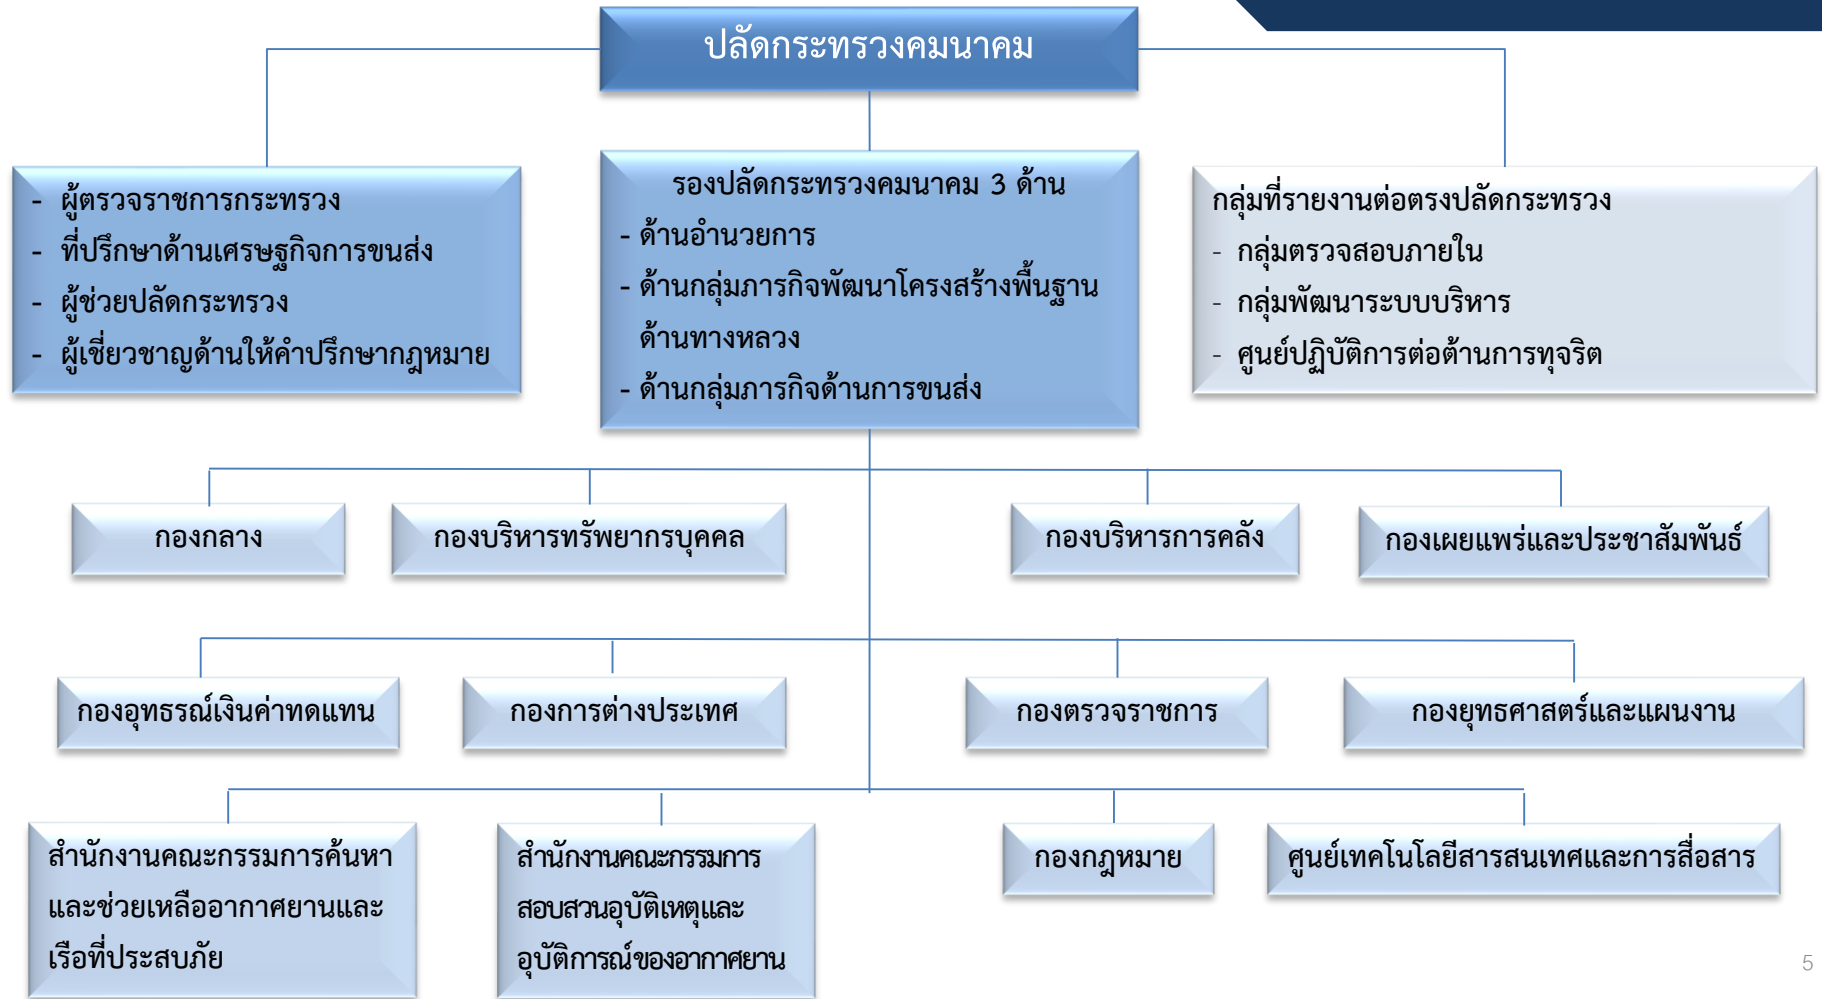 ปลัดกระทรวงคมนาคม
- ผู้ตรวจราชการกระทรวง
- ที่ปรึกษาด้านเศรษฐกิจการขนส่ง
- ผู้ช่วยปลัดกระทรวง
- ผู้เชี่ยวชาญด้านให้คำปรึกษากฎหมาย
รองปลัดกระทรวงคมนาคม 3 ด้าน
- ด้านอำนวยการ
- ด้านกลุ่มภารกิจพัฒนาโครงสร้างพื้นฐาน
ด้านทางหลวง
- ด้านกลุ่มภารกิจด้านการขนส่ง
กลุ่มที่รายงานต่อตรงปลัดกระทรวง
- กลุ่มตรวจสอบภายใน
- กลุ่มพัฒนาระบบบริหาร
- ศูนย์ปฏิบัติการต่อต้านการทุจริต
กองกลาง
กองบริหารทรัพยากรบุคคล
กองบริหารการคลัง
กองเผยแพร่และประชาสัมพันธ์
กองอุทธรณ์เงินค่าทดแทน
กองการต่างประเทศ
กองตรวจราชการ
กองยุทธศาสตร์และแผนงาน
สำนักงานคณะกรรมการค้นหา
และช่วยเหลืออากาศยานและ
เรือที่ประสบภัย
สำนักงานคณะกรรมการ
สอบสวนอุบัติเหตุและ
อุบัติการณ์ของอากาศยาน
กองกฎหมาย
ศูนย์เทคโนโลยีสารสนเทศและการสื่อสาร
5